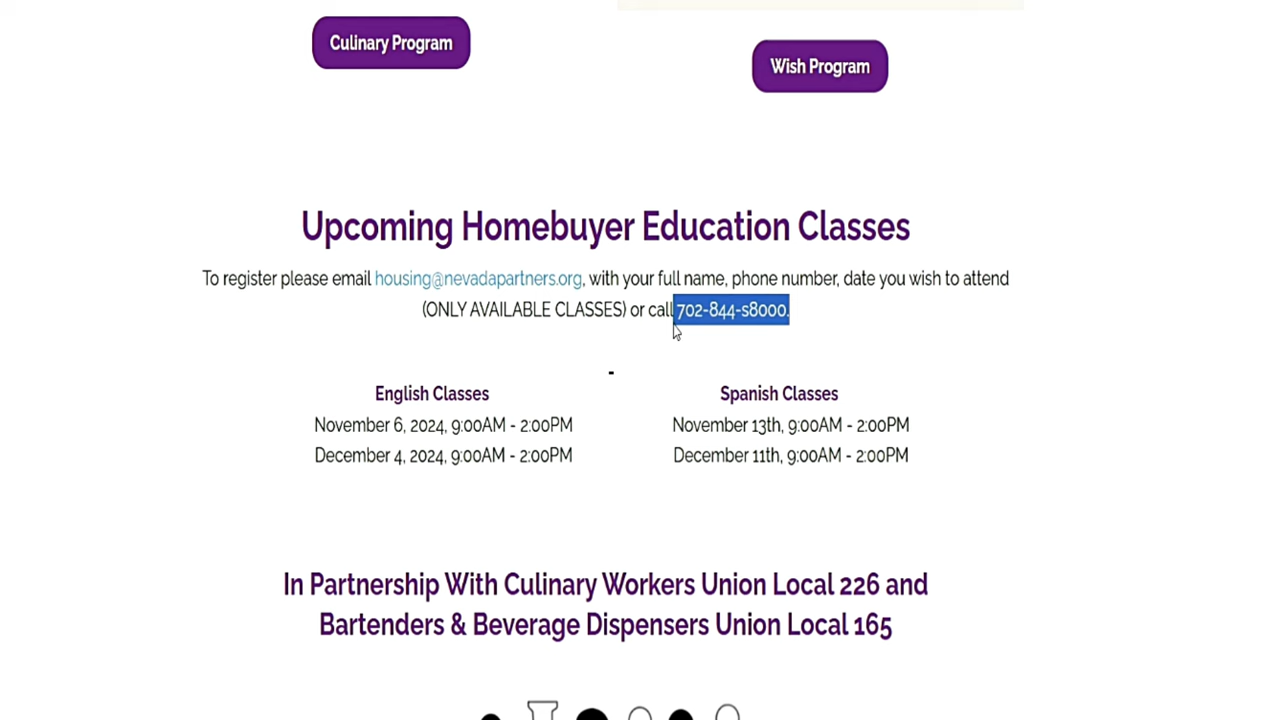 Culinary Program
Wish Program
Upcoming Homebuyer Education Classes
To register please email housing@nevadapartners.org, with your full name, phone number, date you wish to attend
(ONLY AVAILABLE CLASSES) or call 702-844-s8000.
-
English Classes
November 6, 2024, 9:00AM - 2:00PM
December 4, 2024, 9:00AM - 2:00PM
Spanish Classes
November 13th, 9:00AM - 2:00PM
December 11th, 9:00AM - 2:00PM
In Partnership With Culinary Workers Union Local 226 and
Bartenders & Beverage Dispensers Union Local 165